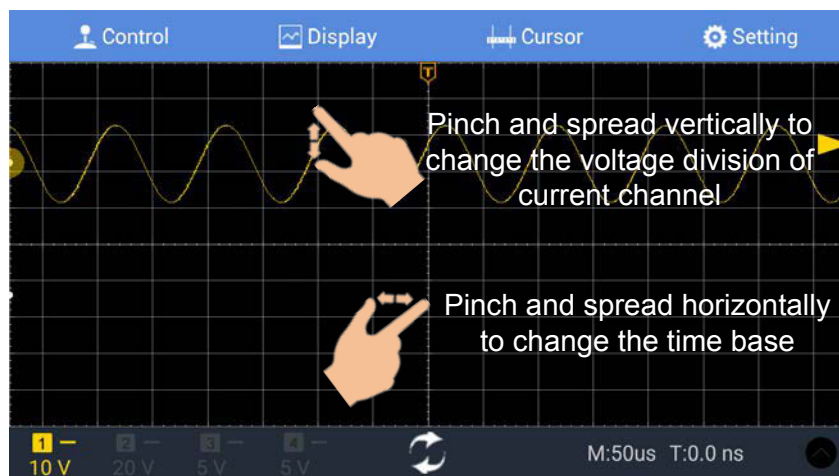 Control Display Cursor Setting
T
Pinch and spread vertically to
change the voltage division of
current channel
Pinch and spread horizontally
to change the time base
1 2 3 4
10 V 20 V 5 V 5 V M:50us T:0.0 ns